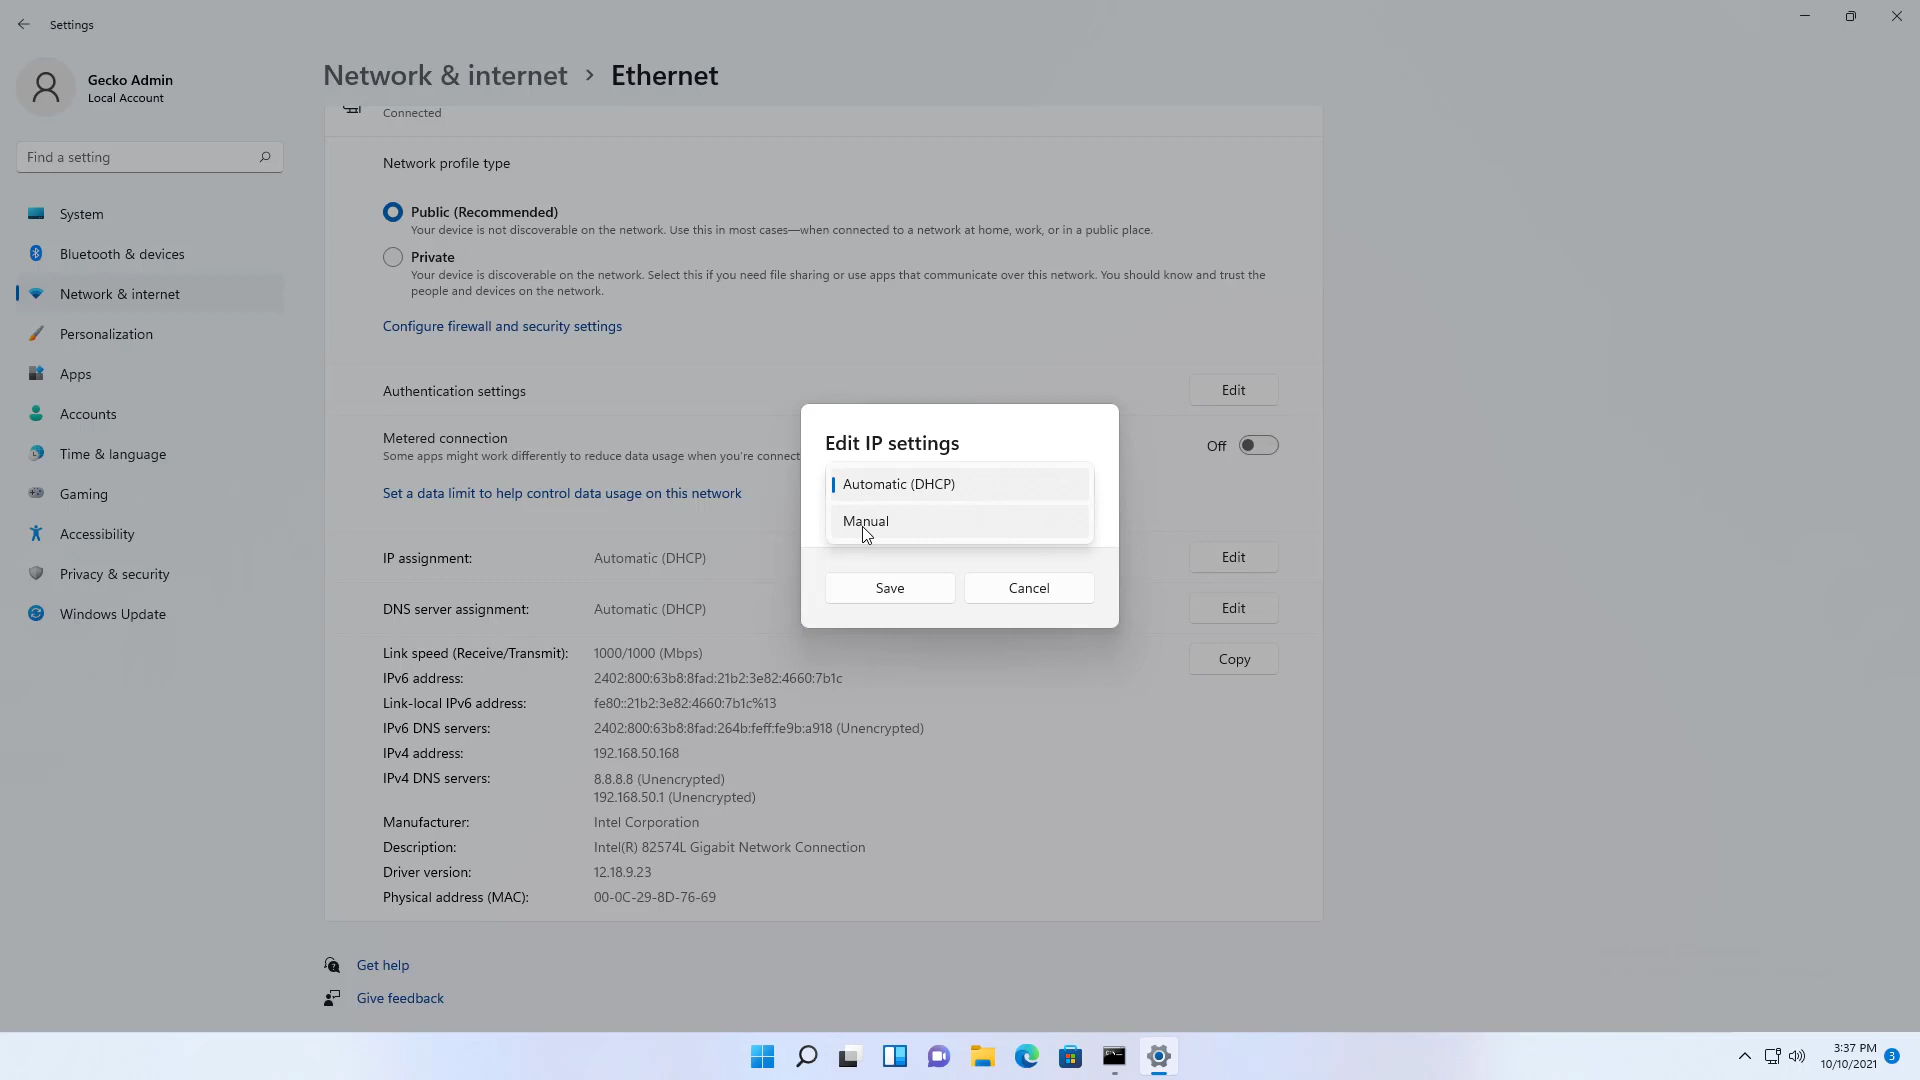 Settings
Gecko Admin
Local Account
Find a setting
System
Bluetooth & devices
Network & internet
Personalization
Apps
Accounts
Time & language
Gaming
Accessibility
Privacy & security
Windows Update
Network & internet › Ethernet
Connected
Network profile type
Public (Recommended)
Your device is not discoverable on the network. Use this in most cases—when connected to a network at home, work, or in a public place.
Private
Your device is discoverable on the network. Select this if you need file sharing or use apps that communicate over this network. You should know and trust the
people and devices on the network.
Configure firewall and security settings
Authentication settings
Edit
Metered connection
Some apps might work differently to reduce data usage when you're connect
Off
Set a data limit to help control data usage on this network
Edit IP settings
Automatic (DHCP)
Manual
Save
Cancel
IP assignment: Automatic (DHCP)
Edit
DNS server assignment: Automatic (DHCP)
Edit
Link speed (Receive/Transmit): 1000/1000 (Mbps)
Copy
IPv6 address: 2402:800:63b8:8fad:21b2:3e82:4660:7b1c
Link-local IPv6 address: fe80::21b2:3e82:4660:7b1c%13
IPv6 DNS servers: 2402:800:63b8:8fad:264b:feff:fe9b:a918 (Unencrypted)
IPv4 address: 192.168.50.168
IPv4 DNS servers: 8.8.8.8 (Unencrypted)
192.168.50.1 (Unencrypted)
Manufacturer: Intel Corporation
Description: Intel(R) 82574L Gigabit Network Connection
Driver version: 12.18.9.23
Physical address (MAC): 00-0C-29-8D-76-69
Get help
Give feedback
3:37 PM
10/10/2021
3